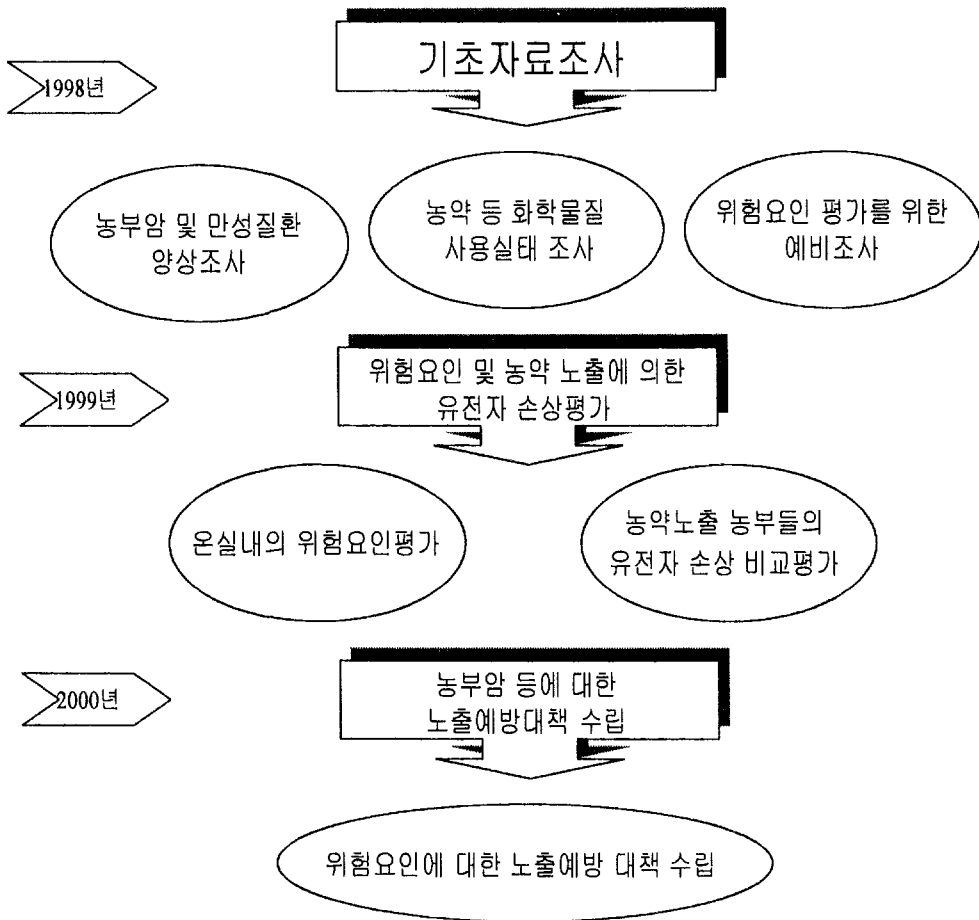 기초자료조사
1998년
농부암 및 만성질환
양상조사
농약 등 화학물질
사용실태 조사
위험요인 평가를 위한
예비조사
위험요인 및 농약 노출에 의한
유전자 손상평가
1999년
온실내의 위험요인평가
농약노출 농부들의
유전자 손상 비교평가
농부암 등에 대한
노출예방대책 수립
2000년
위험요인에 대한 노출예방 대책 수립